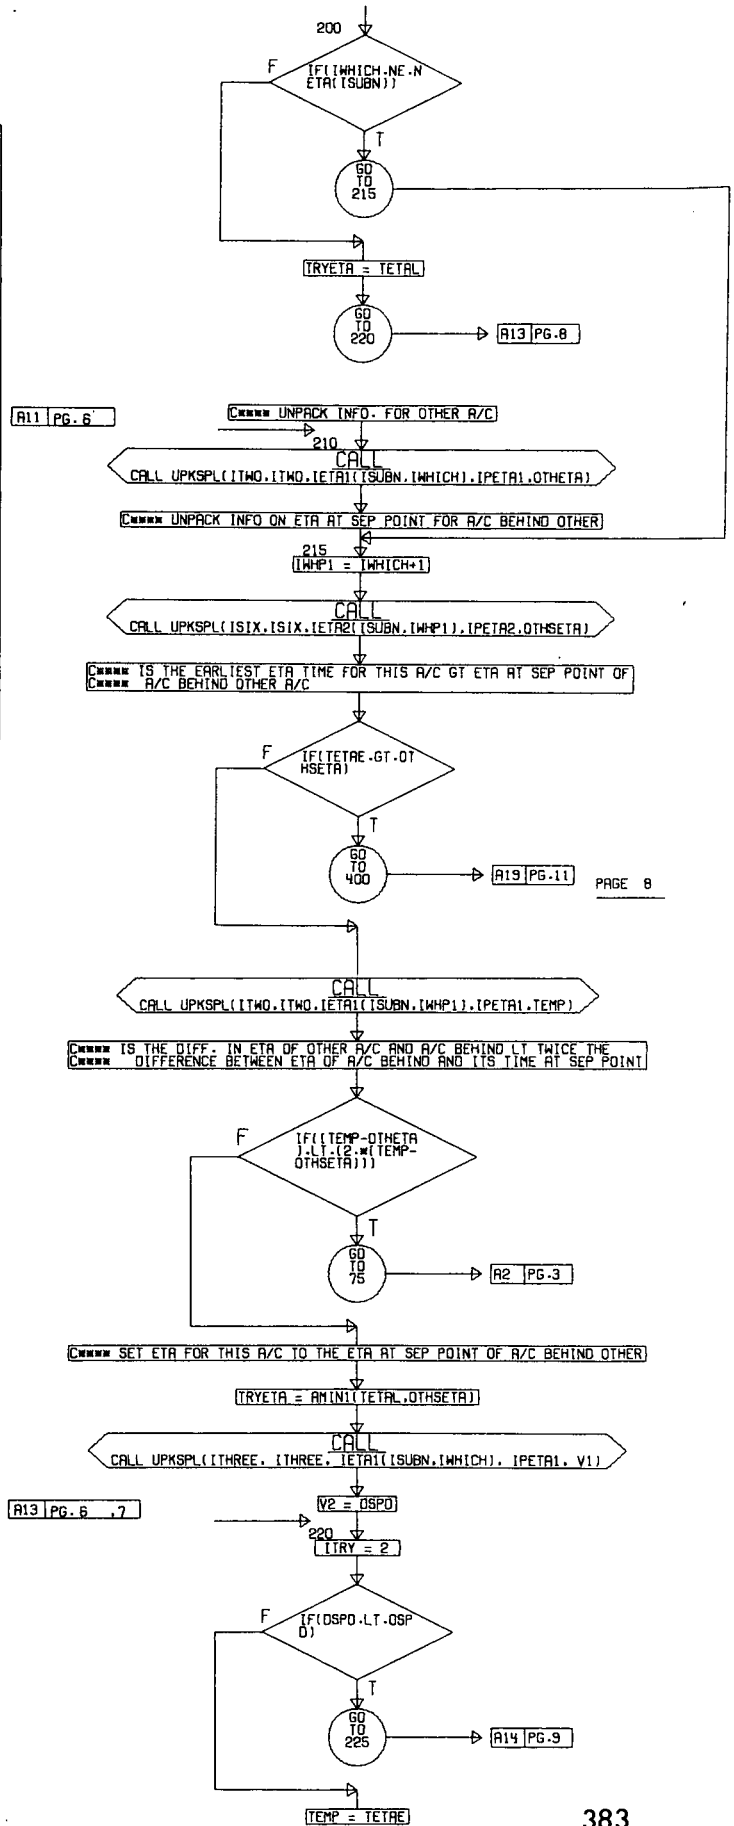 200
F
IF(IWHICH.NE.N
ETA(ISUBN))
T
GO
TO
215
TRYETA = TETAL
GO
TO
220
A13 PG.8
A11 PG. 6
C**** UNPACK INFO. FOR OTHER A/C
210
CALL
CALL UPKSPL(ITWO.ITWO.IETA1(ISUBN.IWHICH).IPETA1.OTHETA)
C**** UNPACK INFO ON ETA AT SEP POINT FOR A/C BEHIND OTHER
215
IWHP1 = IWHICH+1
CALL
CALL UPKSPL(ISIX.ISIX.IETA2(ISUBN.IWHP1).IPETA2.OTHSETA)
C**** IS THE EARLIEST ETA TIME FOR THIS A/C GT ETA AT SEP POINT OF
C**** A/C BEHIND OTHER A/C
F
IF(TETAE.GT.OT
HSETA)
T
GO
TO
400
A19 PG.11
PAGE 8
CALL
CALL UPKSPL(ITWO.ITWO.IETA1(ISUBN.IWHP1).IPETA1.TEMP)
C**** IS THE DIFF. IN ETA OF OTHER A/C AND A/C BEHIND LT TWICE THE
C**** DIFFERENCE BETWEEN ETA OF A/C BEHIND AND ITS TIME AT SEP POINT
F
IF((TEMP-OTHETA
).LT.(2.*(TEMP-
OTHSETA)))
T
GO
TO
75
A2 PG.3
C**** SET ETA FOR THIS A/C TO THE ETA AT SEP POINT OF A/C BEHIND OTHER
TRYETA = AMIN1(TETAL,OTHSETA)
CALL
CALL UPKSPL(ITHREE. ITHREE. IETA1(ISUBN.IWHICH). IPETA1. V1)
A13 PG. 6 ,7
V2 = OSPD
220
ITRY = 2
F
IF(DSPD.LT.OSP
D)
T
GO
TO
225
A14 PG.9
TEMP = TETAE
383